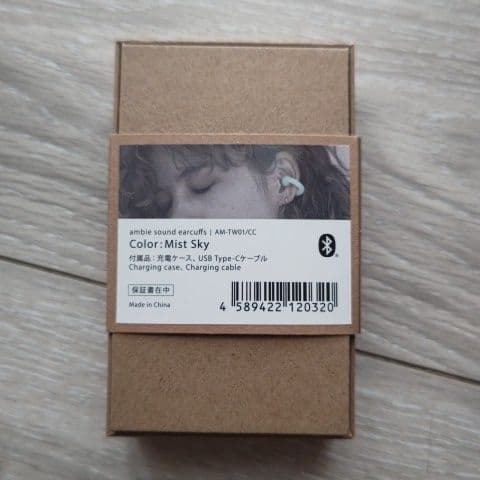 ambie sound earcuffs | AM-TW01/CC
Color : Mist Sky
付属品 : 充電ケース、USB Type-Cケーブル
Charging case, Charging cable
保証書在中
Made in China
4 589422 120320